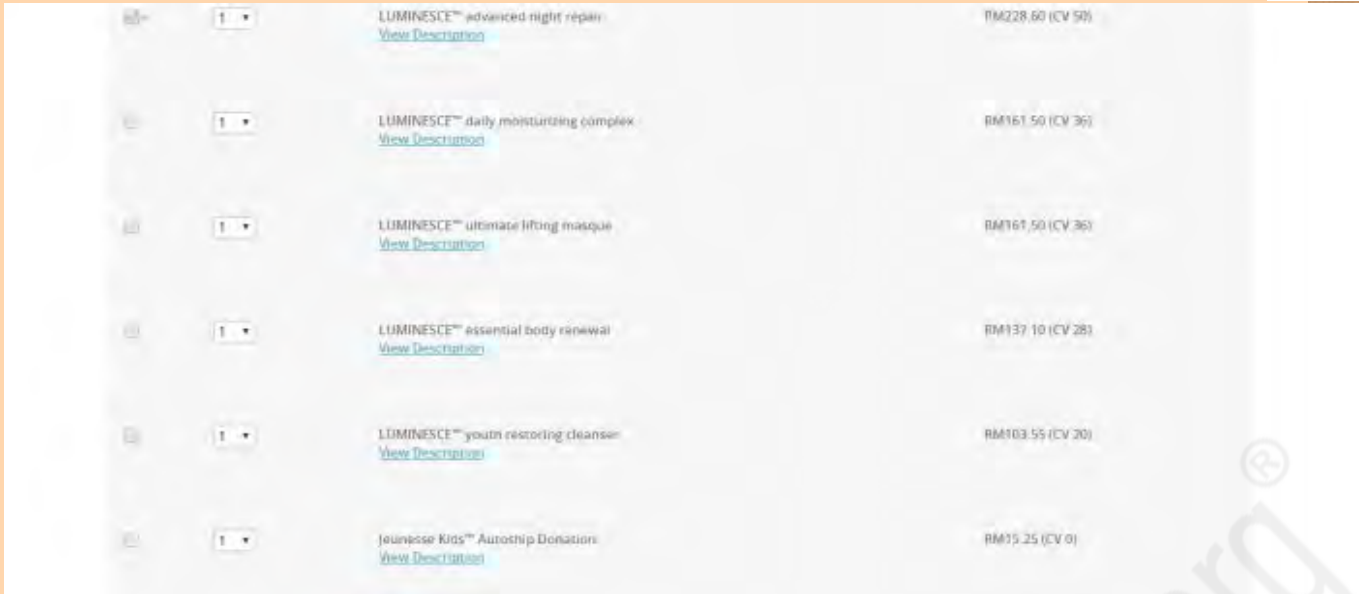 1 LUMINESCE™ advanced night repair RM228.60 (CV 50)
View Description
1 LUMINESCE™ daily moisturizing complex RM161.50 (CV 36)
View Description
1 LUMINESCE™ ultimate lifting masque RM161.50 (CV 36)
View Description
1 LUMINESCE™ essential body renewal RM137.10 (CV 28)
View Description
1 LUMINESCE™ youth restoring cleanser RM103.55 (CV 20)
View Description
1 Jeunesse Kids™ Autoship Donation RM15.25 (CV 0)
View Description
org®